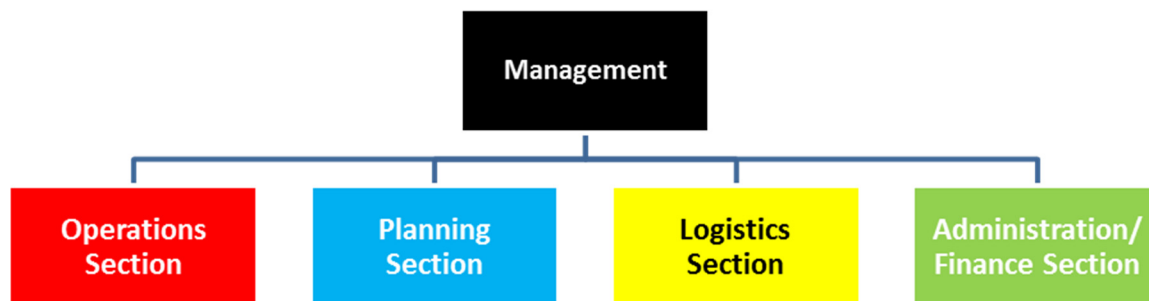 Management
Operations
Section
Planning
Section
Logistics
Section
Administration/
Finance Section